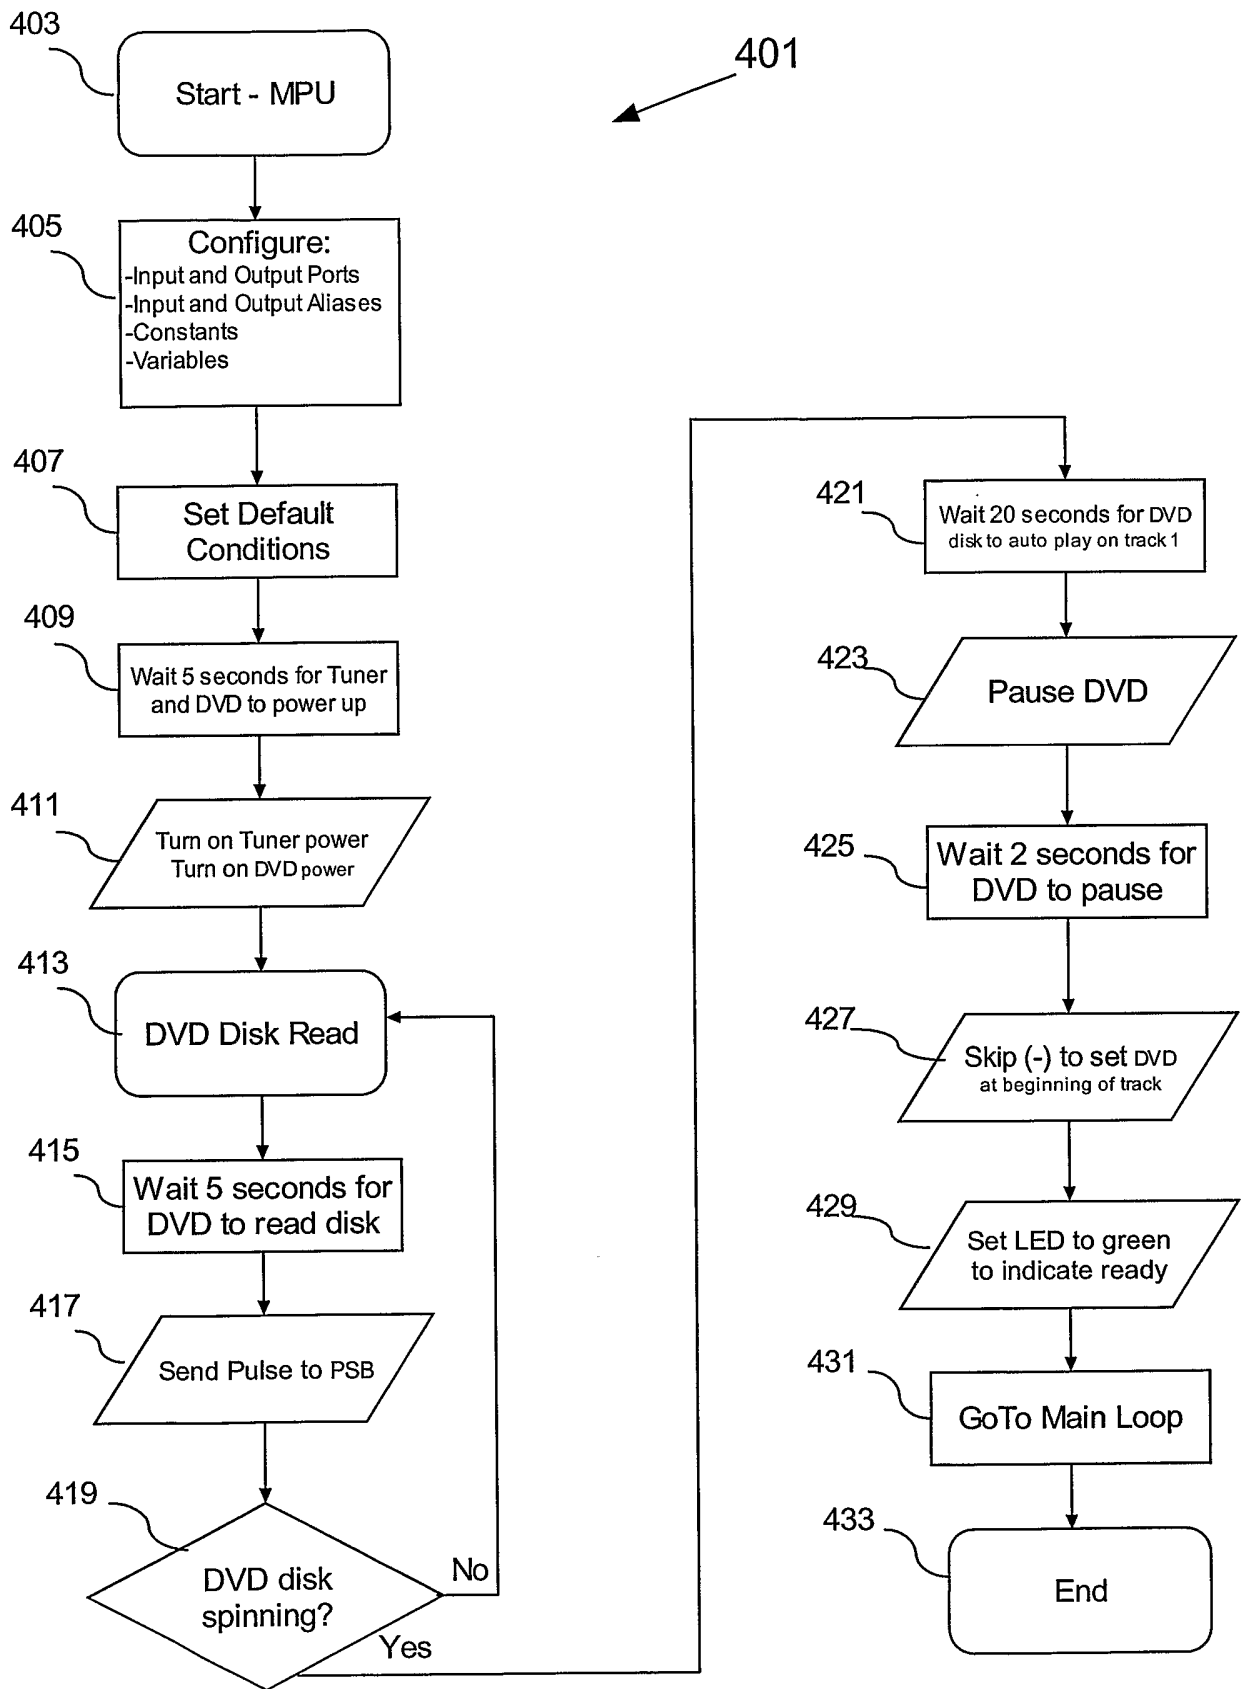 401
403
Start - MPU
405
Configure:
-Input and Output Ports
-Input and Output Aliases
-Constants
-Variables
407
Set Default
Conditions
409
Wait 5 seconds for Tuner
and DVD to power up
411
Turn on Tuner power
Turn on DVD power
413
DVD Disk Read
415
Wait 5 seconds for
DVD to read disk
417
Send Pulse to PSB
419
DVD disk
spinning?
No
Yes
421
Wait 20 seconds for DVD
disk to auto play on track 1
423
Pause DVD
425
Wait 2 seconds for
DVD to pause
427
Skip (-) to set DVD
at beginning of track
429
Set LED to green
to indicate ready
431
GoTo Main Loop
433
End